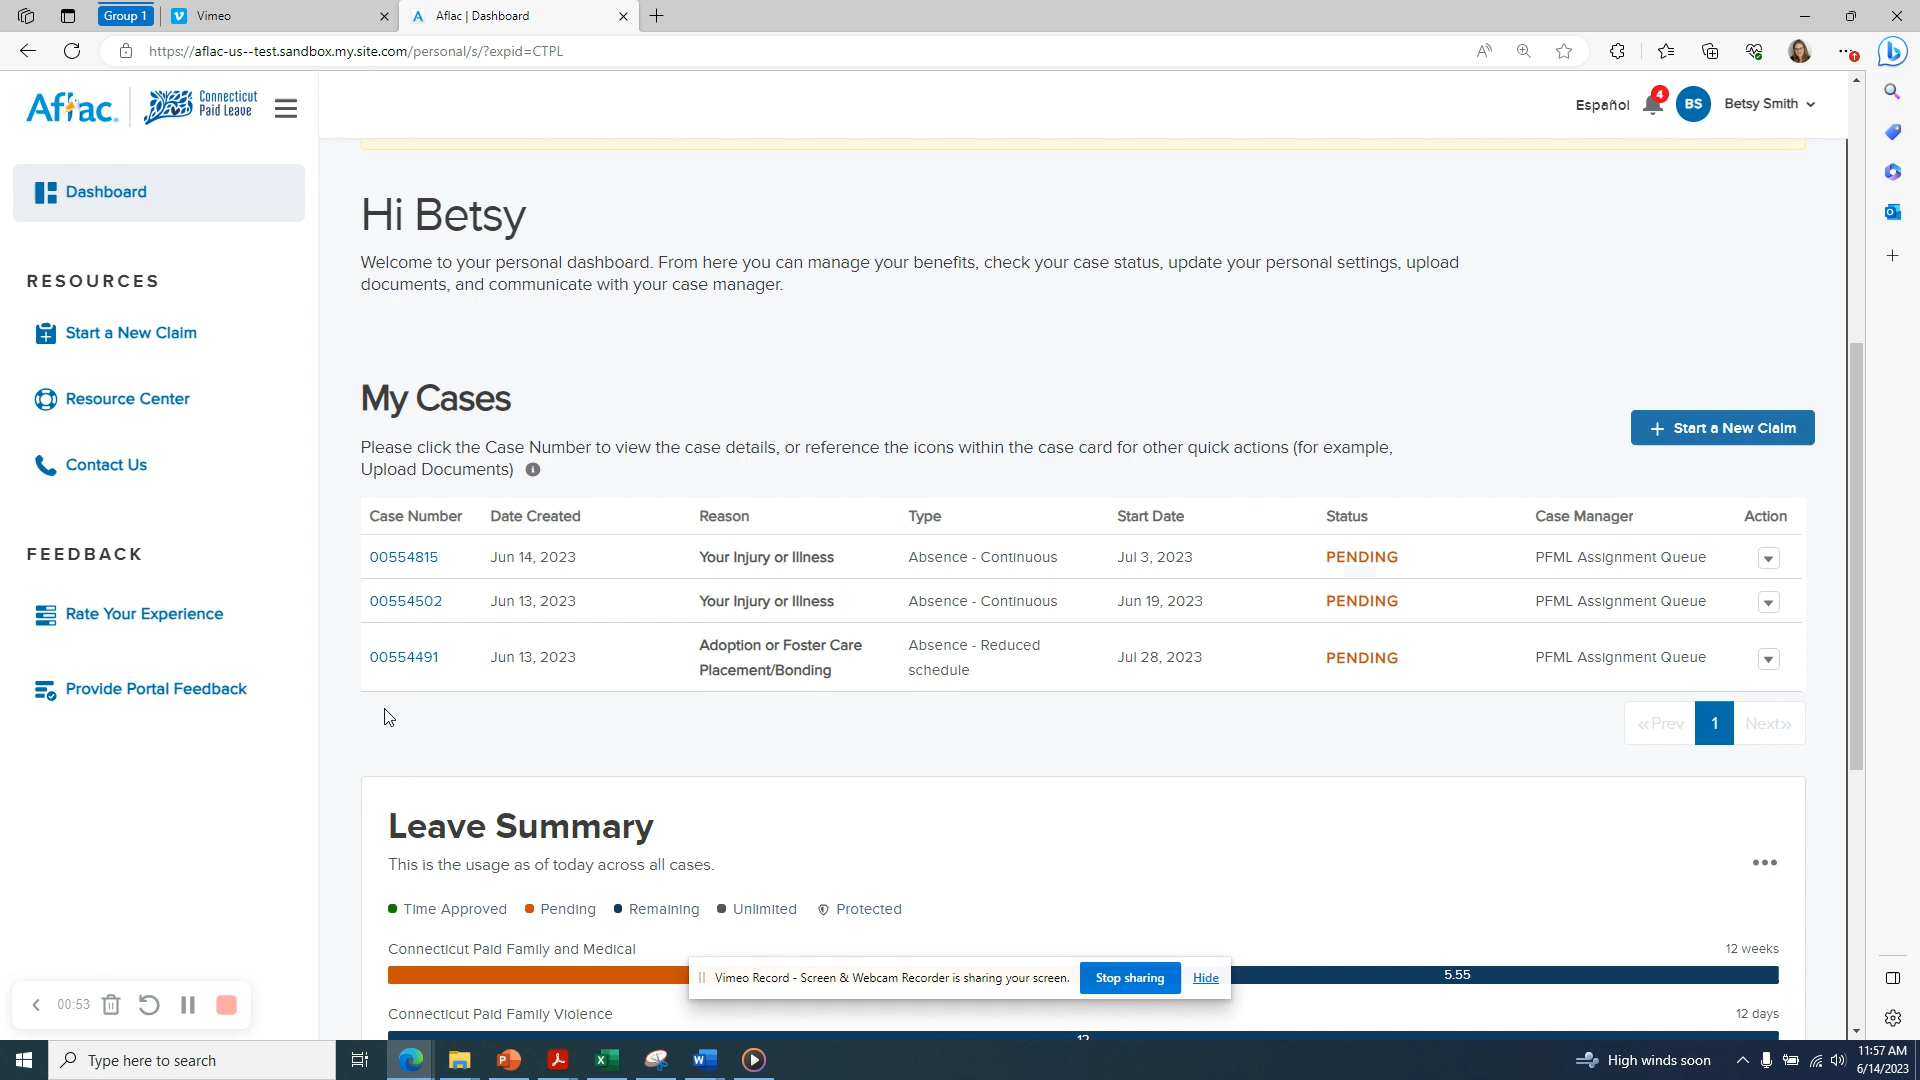 Group 1
Vimeo
Aflac | Dashboard
https://aflac-us--test.sandbox.my.site.com/personal/s/?expid=CTPL
Aflac.
Connecticut
Paid Leave
Español
4
BS
Betsy Smith
Dashboard
RESOURCES
Start a New Claim
Resource Center
Contact Us
FEEDBACK
Rate Your Experience
Provide Portal Feedback
Hi Betsy
Welcome to your personal dashboard. From here you can manage your benefits, check your case status, update your personal settings, upload
documents, and communicate with your case manager.
My Cases
Please click the Case Number to view the case details, or reference the icons within the case card for other quick actions (for example,
Upload Documents)
+ Start a New Claim
Case Number Date Created Reason Type Start Date Status Case Manager Action
00554815 Jun 14, 2023 Your Injury or Illness Absence - Continuous Jul 3, 2023 PENDING PFML Assignment Queue
00554502 Jun 13, 2023 Your Injury or Illness Absence - Continuous Jun 19, 2023 PENDING PFML Assignment Queue
00554491 Jun 13, 2023 Adoption or Foster Care Placement/Bonding Absence - Reduced schedule Jul 28, 2023 PENDING PFML Assignment Queue
«Prev 1 Next»
Leave Summary
This is the usage as of today across all cases.
Time Approved Pending Remaining Unlimited Protected
Connecticut Paid Family and Medical 12 weeks
5.55
Vimeo Record - Screen & Webcam Recorder is sharing your screen. Stop sharing Hide
Connecticut Paid Family Violence 12 days
12
00:53
Type here to search
High winds soon
11:57 AM
6/14/2023